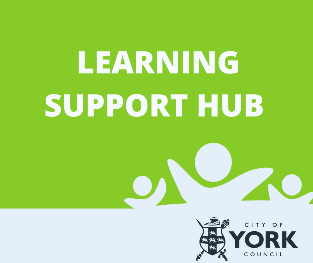 LEARNING
SUPPORT HUB
CITY OF
YORK
COUNCIL